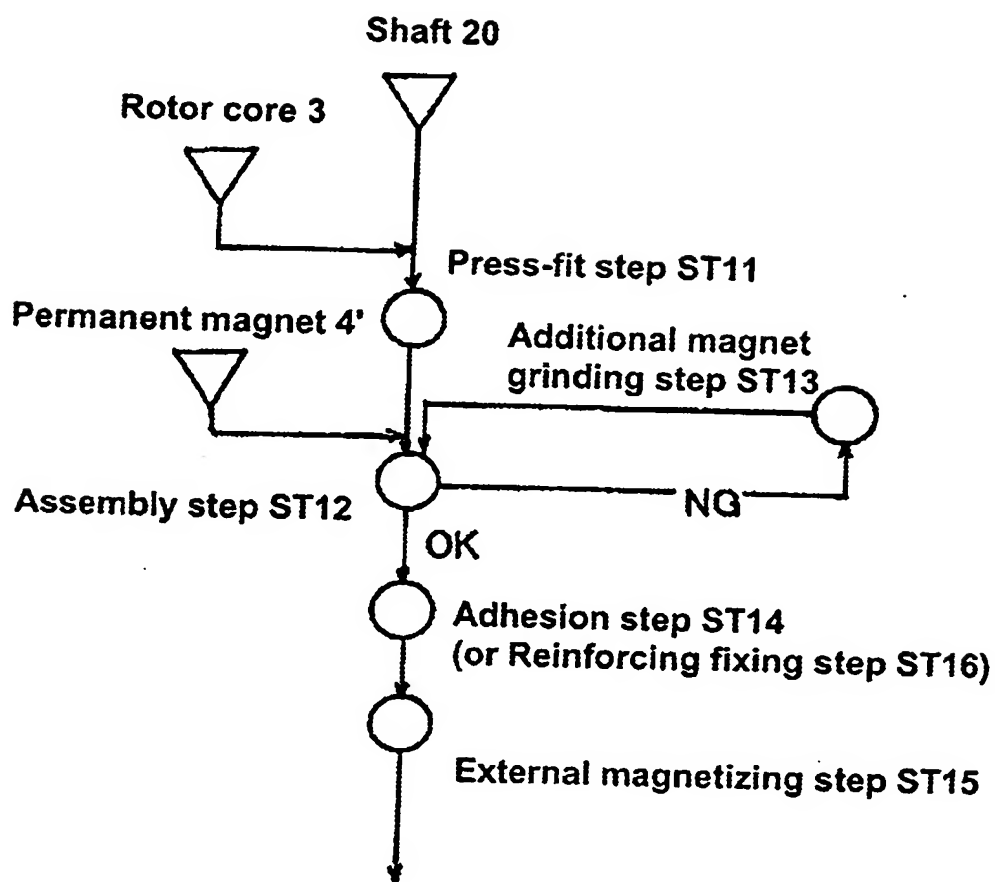 Shaft 20
Rotor core 3
Press-fit step ST11
Permanent magnet 4'
Additional magnet
grinding step ST13
Assembly step ST12
NG
OK
Adhesion step ST14
(or Reinforcing fixing step ST16)
External magnetizing step ST15